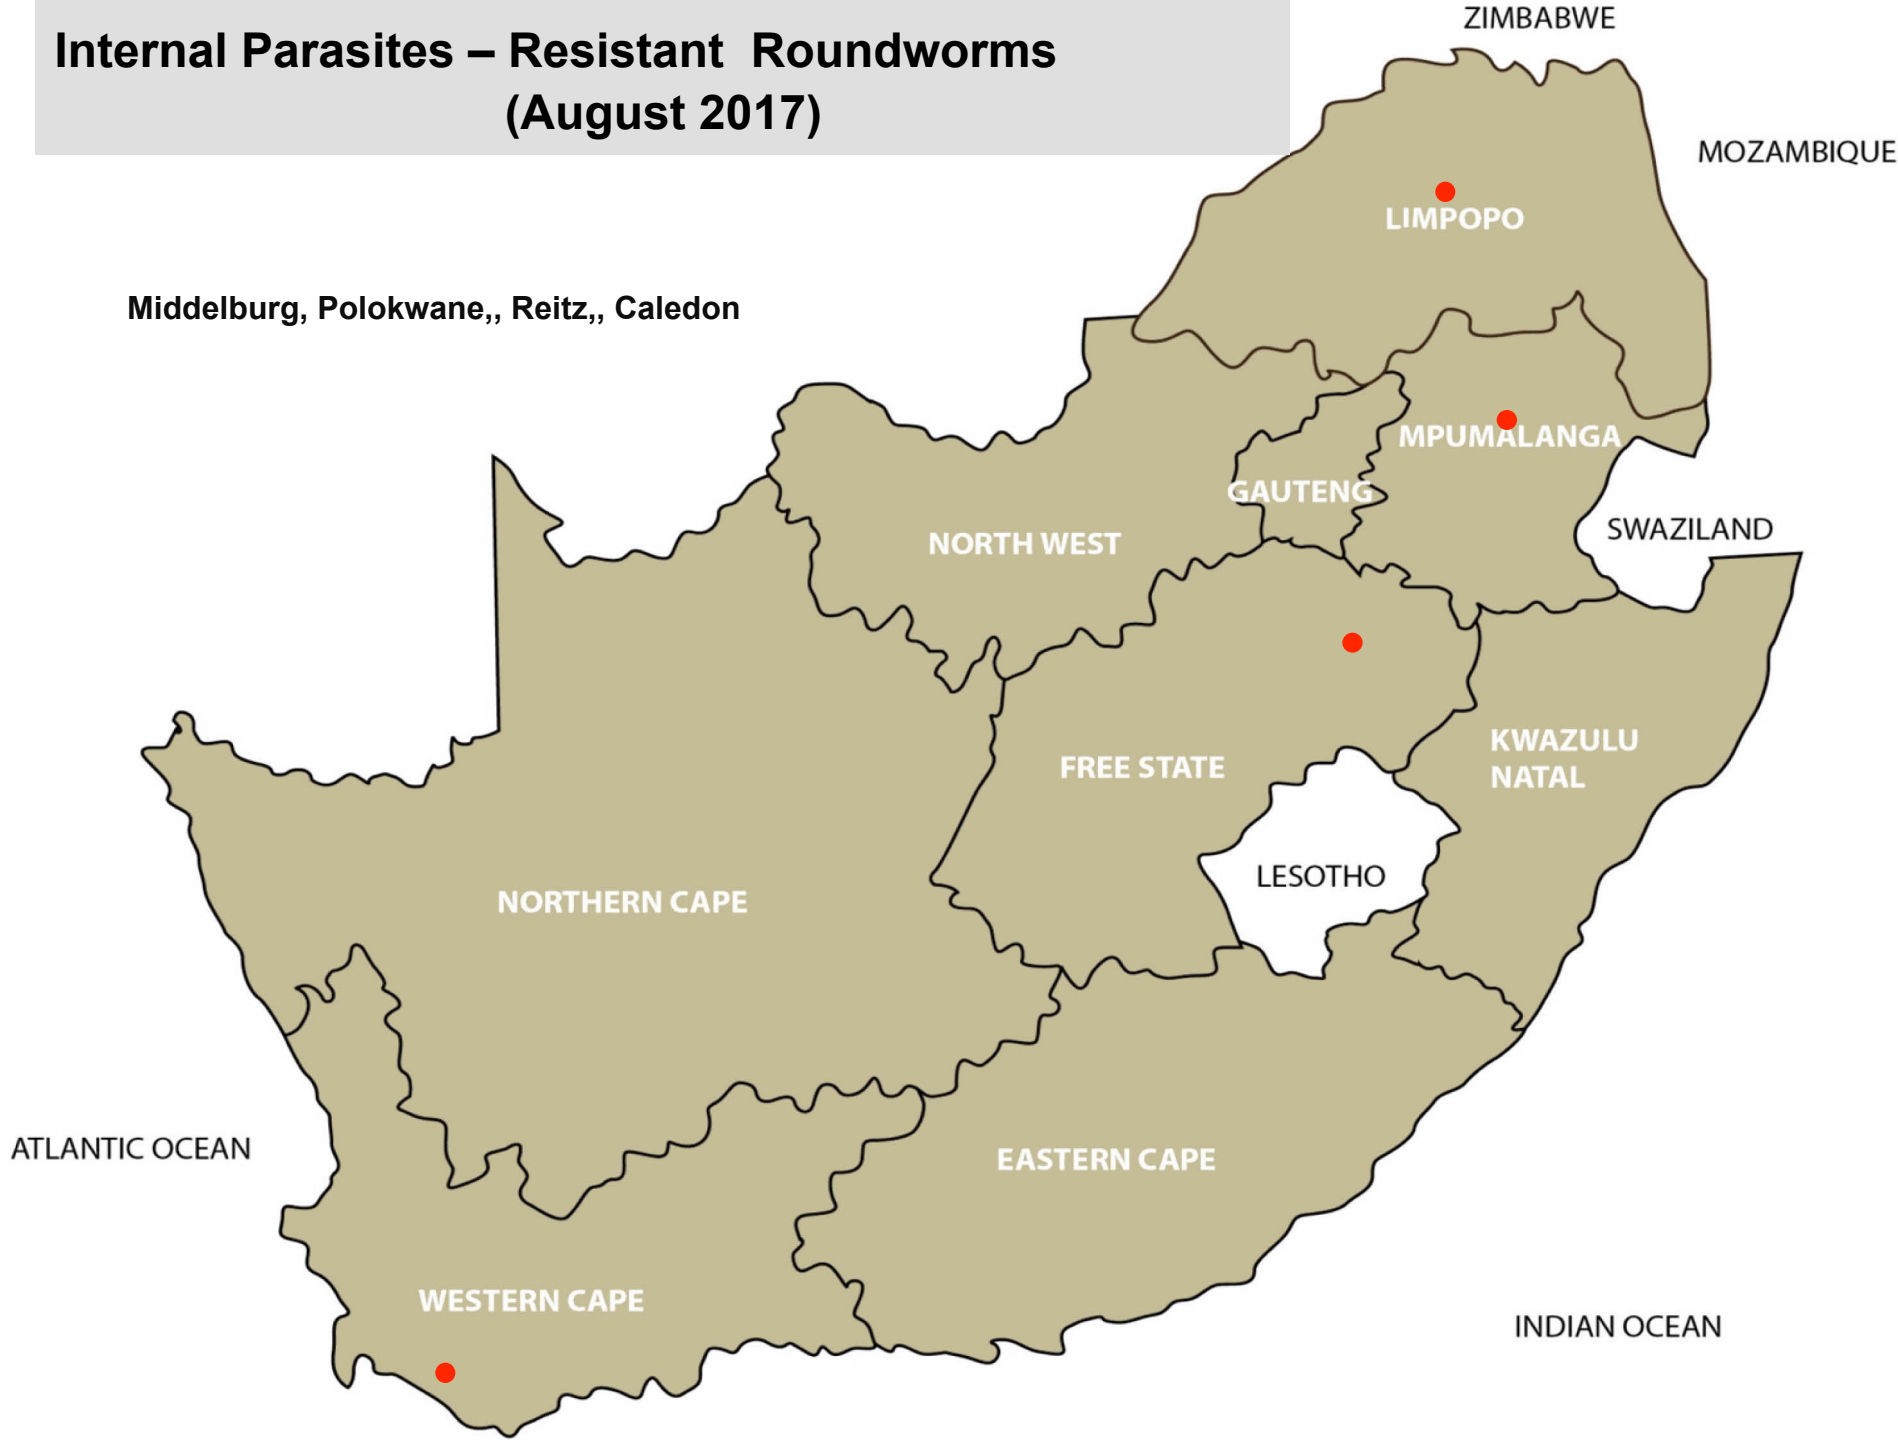 Internal Parasites – Resistant Roundworms
(August 2017)
ZIMBABWE
MOZAMBIQUE
LIMPOPO
Middelburg, Polokwane,, Reitz,, Caledon
MPUMALANGA
GAUTENG
SWAZILAND
NORTH WEST
KWAZULU
NATAL
FREE STATE
LESOTHO
NORTHERN CAPE
ATLANTIC OCEAN
EASTERN CAPE
WESTERN CAPE
INDIAN OCEAN